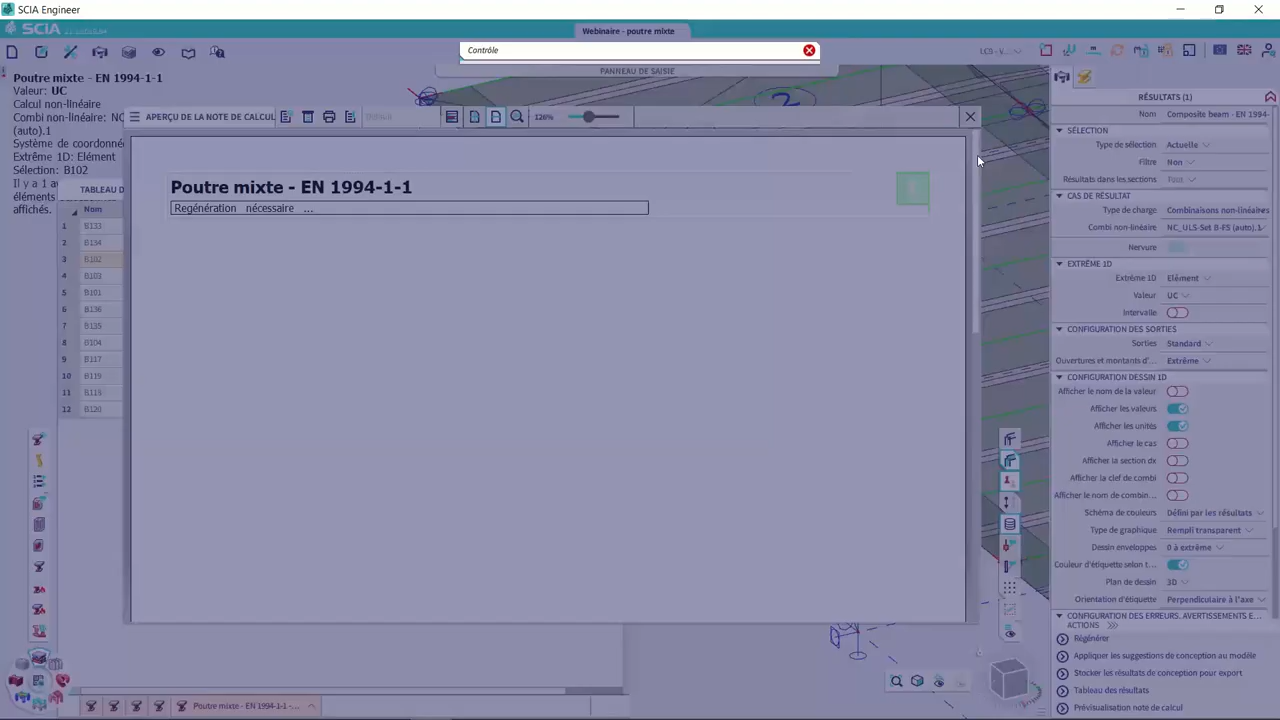 SCIA Engineer
SCIA
Webinaire - poutre mixte
Contrôle
PANNEAU DE SAISIE
Poutre mixte - EN 1994-1-1
Valeur: UC
Calcul non-linéaire
Combi non-linéaire: NC
(auto).1
Système de coordonné
Extrême 1D: Elément
Sélection: B102
Il y a 1 av
éléments
affichés.
TABLEAU D
Nom
1 B133
2 B134
3 B102
4 B103
5 B101
6 B136
7 B135
8 B104
9 B117
10 B119
11 B118
12 B120
APERÇU DE LA NOTE DE CALCUL
Défaut
126%
Poutre mixte - EN 1994-1-1
Regénération nécessaire ...
RÉSULTATS (1)
Nom Composite beam - EN 1994-
SÉLECTION
Type de sélection Actuelle
Filtre Non
Résultats dans les sections Tout
CAS DE RÉSULTAT
Type de charge Combinaisons non-linéaires
Combi non-linéaire NC_ULS-Set B-FS (auto).1
Nervure
EXTRÊME 1D
Extrême 1D Elément
Valeur UC
Intervalle
CONFIGURATION DES SORTIES
Sorties Standard
Ouvertures et montants d'... Extrême
CONFIGURATION DESSIN 1D
Afficher le nom de la valeur
Afficher les valeurs
Afficher les unités
Afficher le cas
Afficher la section dx
Afficher la clef de combi
Afficher le nom de combin...
Schéma de couleurs Défini par les résultats
Type de graphique Rempli transparent
Dessin enveloppes 0 à extrême
Couleur d'étiquette selon t...
Plan de dessin 3D
Orientation d'étiquette Perpendiculaire à l'axe
CONFIGURATION DES ERREURS, AVERTISSEMENTS E
ACTIONS
Régénérer
Appliquer les suggestions de conception au modèle
Stocker les résultats de conception pour export
Tableau des résultats
Prévisualisation note de calcul
Poutre mixte - EN 1994-1-1 -...